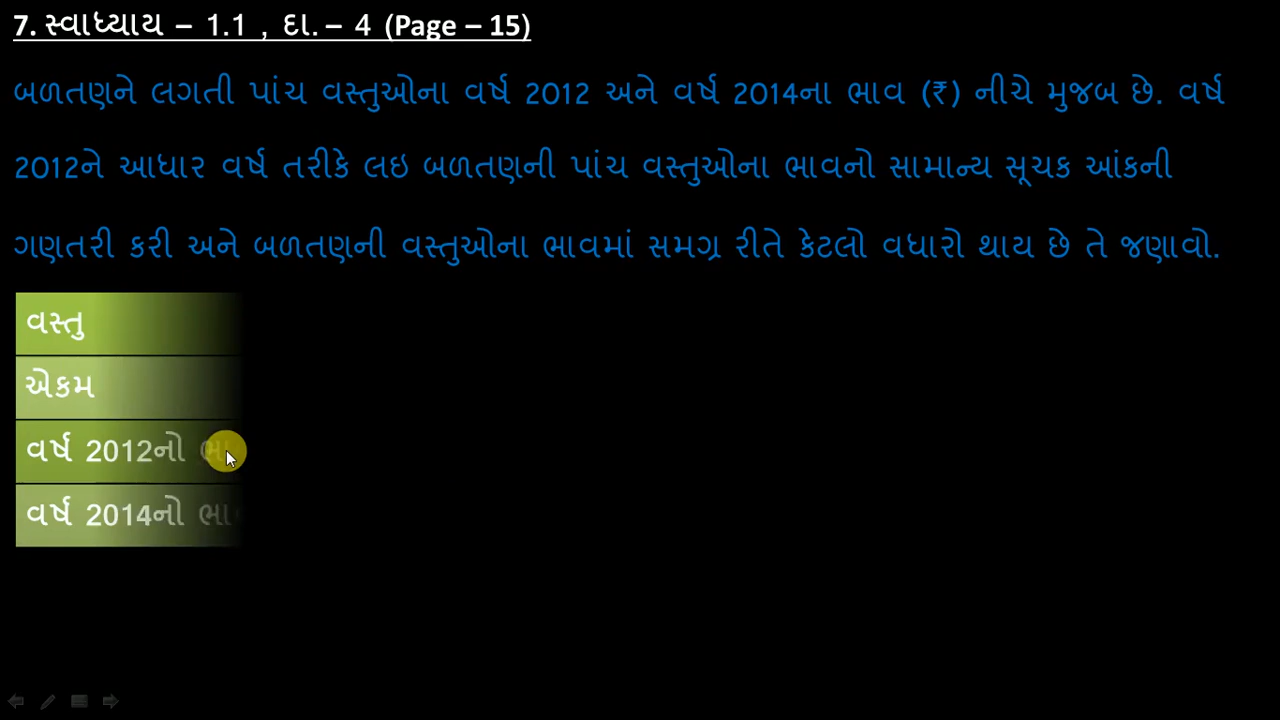 7. સ્વાધ્યાય – 1.1 , દા. – 4 (Page – 15)
બળતણને લગતી પાંચ વસ્તુઓના વર્ષ 2012 અને વર્ષ 2014ના ભાવ (₹) નીચે મુજબ છે. વર્ષ
2012ને આધાર વર્ષ તરીકે લઇ બળતણની પાંચ વસ્તુઓના ભાવનો સામાન્ય સૂચક આંકની
ગણતરી કરી અને બળતણની વસ્તુઓના ભાવમાં સમગ્ર રીતે કેટલો વધારો થાય છે તે જણાવો.
વસ્તુ
એકમ
વર્ષ 2012નો
વર્ષ 2014નો